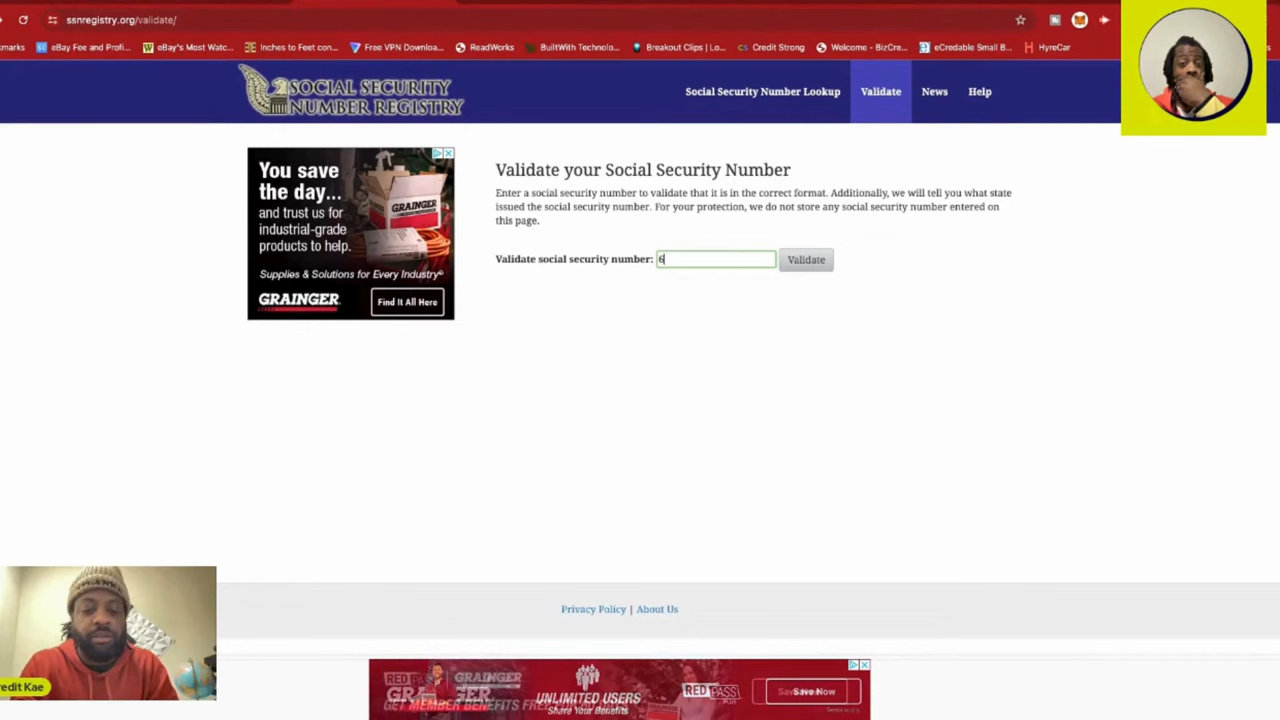 ssnregistry.org/validate/
marks
eBay Fee and Profi...
eBay's Most Watc...
Inches to Feet con...
Free VPN Downloa...
ReadWorks
BuiltWith Technolo...
Breakout Clips | Lo...
CS Credit Strong
Welcome - BizCre...
eCredable Small B...
HyreCar
SOCIAL SECURITY
NUMBER REGISTRY
Social Security Number Lookup
Validate
News
Help
You save
the day...
and trust us for
industrial-grade
products to help.
Supplies & Solutions for Every Industry®
GRAINGER
Find It All Here
Validate your Social Security Number
Enter a social security number to validate that it is in the correct format. Additionally, we will tell you what state
issued the social security number. For your protection, we do not store any social security number entered on
this page.
Validate social security number: 6
Validate
Privacy Policy | About Us
redit Kae
GRAINGER
UNLIMITED USERS
Share Your Benefits
REDPASS
PLUS
Save Now